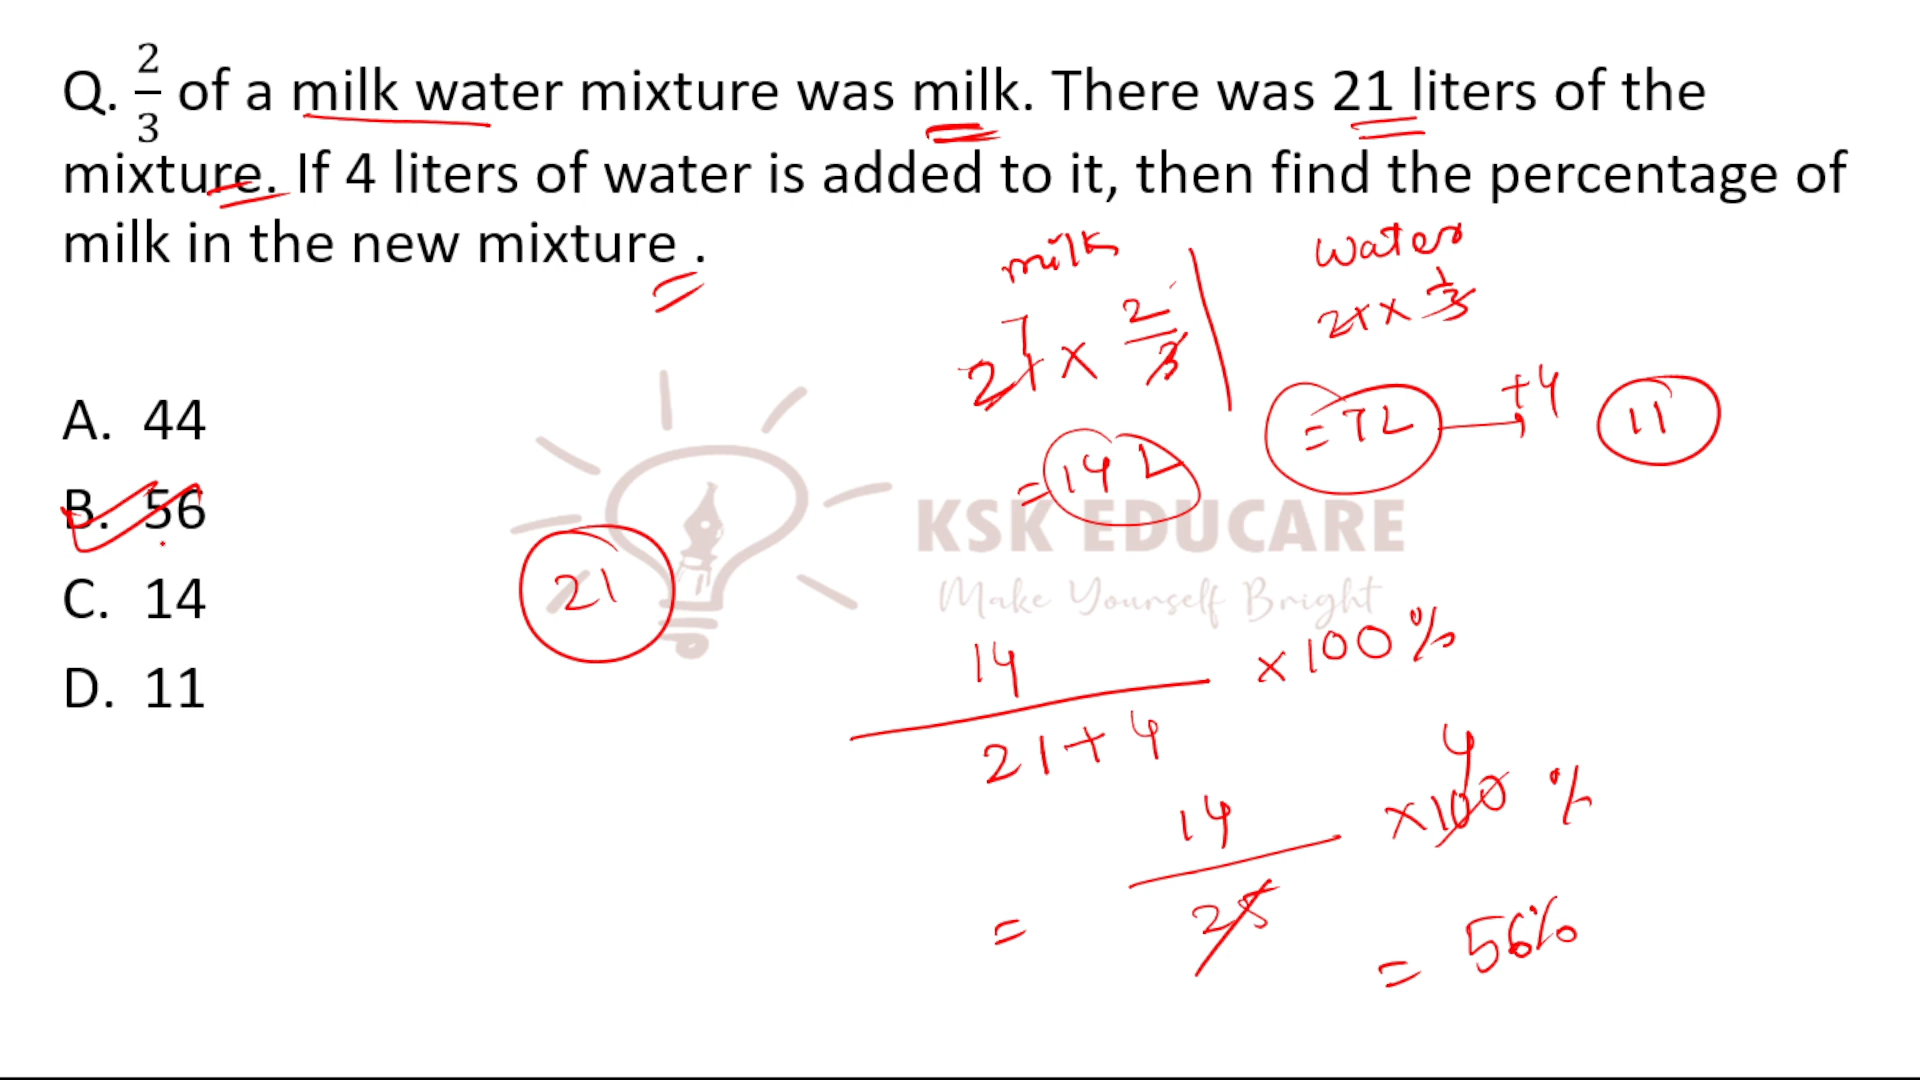 Q. 2/3 of a milk water mixture was milk. There was 21 liters of the
mixture. If 4 liters of water is added to it, then find the percentage of
milk in the new mixture .
milk
water
7
21 × 2/3
1
21 × 1/3
= 14 L
= 7L
+4
11
A. 44
B. 56
C. 14
D. 11
21
KSK EDUCARE
Make Yourself Bright
14
× 100 %
21 + 4
4
14
× 100 %
= 25
= 56%